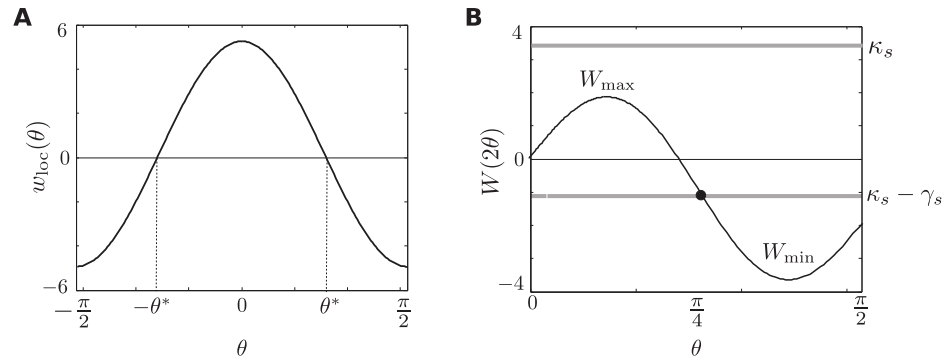 A
6
0
−6
w_loc(θ)
−π/2
−θ*
0
θ*
π/2
θ
B
4
0
−4
W(2θ)
W_max
W_min
κ_s
κ_s − γ_s
0
π/4
π/2
θ